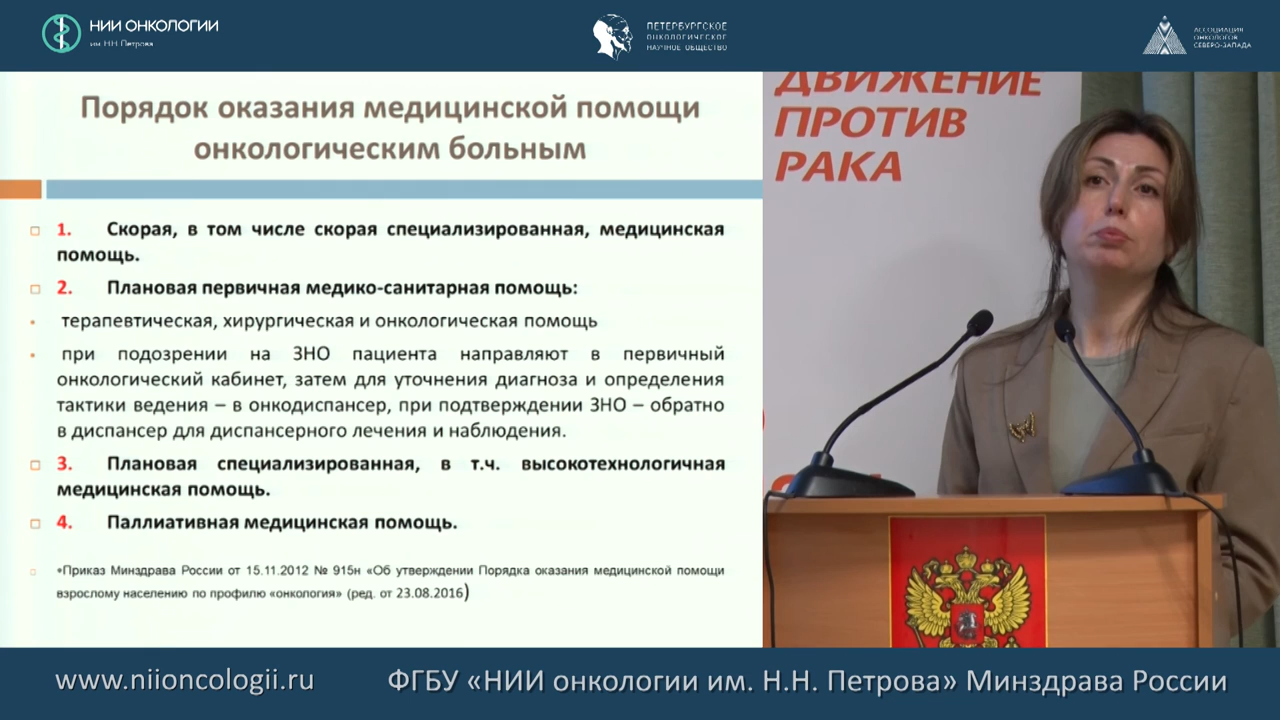 НИИ ОНКОЛОГИИ
им. Н.Н. Петрова
ПЕТЕРБУРГСКОЕ
ОНКОЛОГИЧЕСКОЕ
НАУЧНОЕ ОБЩЕСТВО
АССОЦИАЦИЯ
ОНКОЛОГОВ
СЕВЕРО-ЗАПАДА
Порядок оказания медицинской помощи
онкологическим больным
1. Скорая, в том числе скорая специализированная, медицинская
помощь.
2. Плановая первичная медико-санитарная помощь:
• терапевтическая, хирургическая и онкологическая помощь
• при подозрении на ЗНО пациента направляют в первичный
онкологический кабинет, затем для уточнения диагноза и определения
тактики ведения – в онкодиспансер, при подтверждении ЗНО – обратно
в диспансер для диспансерного лечения и наблюдения.
3. Плановая специализированная, в т.ч. высокотехнологичная
медицинская помощь.
4. Паллиативная медицинская помощь.
*Приказ Минздрава России от 15.11.2012 № 915н «Об утверждении Порядка оказания медицинской помощи
взрослому населению по профилю «онкология» (ред. от 23.08.2016)
ДВИЖЕНИЕ
ПРОТИВ
РАКА
www.niioncologii.ru
ФГБУ «НИИ онкологии им. Н.Н. Петрова» Минздрава России